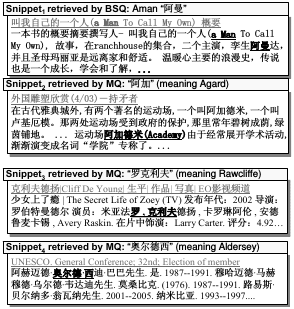 Snippet1 retrieved by BSQ: Aman "阿曼"
叫我自己的一个人(a Man To Call My Own) 概要
一本书的概要摘要撰写人- 叫我自己的一个人(a Man
To Call My Own), 故事，在ranchhouse的集合，二个主演，孪生阿曼达，
并且圣母玛丽亚是远离家和舒适。 温暖心主要的浪漫史，传说
也是一个成长，学会和了解，...
Snippet2 retrieved by MQ: "阿加" (meaning Agard)
外国雕塑欣赏(4/03)－持矛者
在古代雅典城外, 有两个著名的运动场, 一个叫阿加德米, 一个叫
卢基厄模。那两处运动场受到政府的保护, 那里常年碧树成荫, 绿
茵铺地。 ... 运动场阿加德米(Academy)由于经常展开学术活动,
渐渐演变成名词“学院”专称了。...
Snippet3 retrieved by MQ: "罗克利夫" (meaning Rawcliffe)
克利夫德扬|Cliff De Young| 生平| 作品| 写真| EO影视频道
少女上了瘾 | The Secret Life of Zoey (TV) 发布年代: 2002 导演:
罗伯特曼德尔 演员: 米亚法罗 , 克利夫德扬, 卡罗琳阿伦 , 安德
鲁麦卡锡 , Avery Raskin. 在片中饰演: Larry Carter. 评分: 4.92…
Snippet4 retrieved by MQ: "奥尔德西" (meaning Aldersey)
UNESCO. General Conference; 32nd; Election of member
阿赫迈德·奥尔德·西迪·巴巴先生. 是. 1987--1991. 穆哈迈德·马赫
穆德·乌尔德·韦达迪先生. 莫桑比克. (1976). 1987--1991. 路易斯·
贝尔纳多·翁瓦纳先生. 2001--2005. 纳米比亚. 1993--1997....